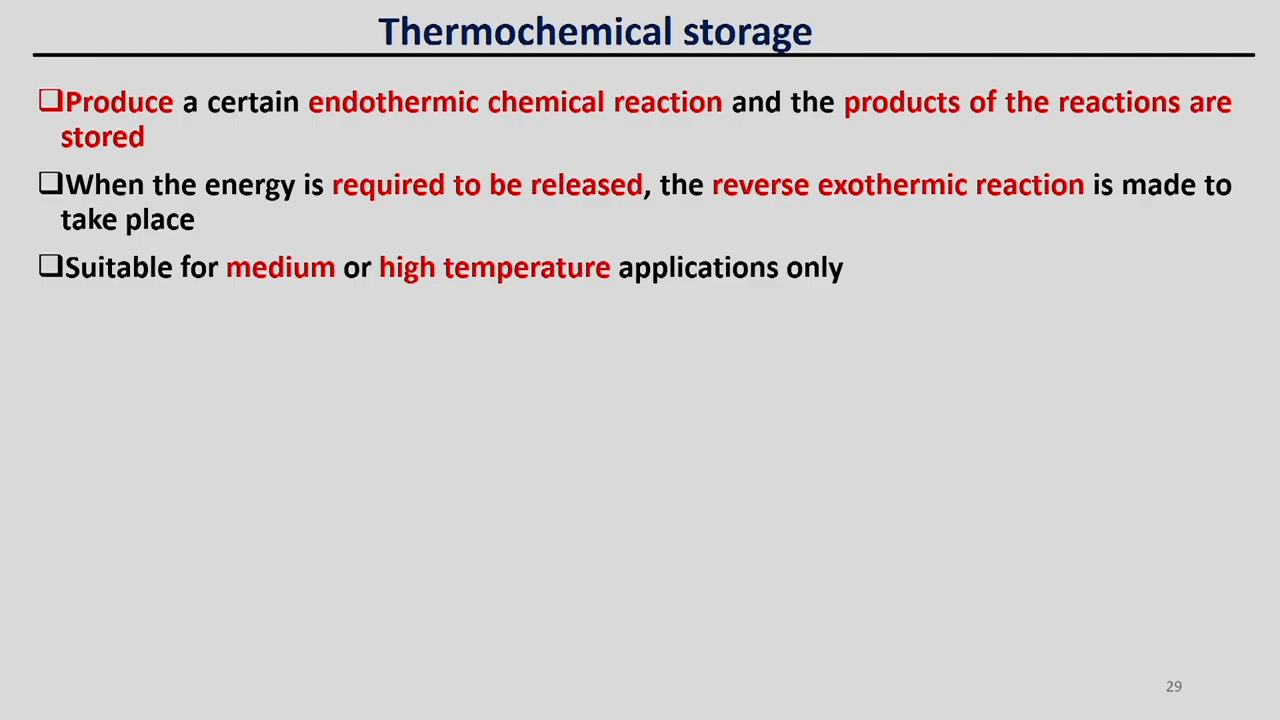 Thermochemical storage
❑Produce a certain endothermic chemical reaction and the products of the reactions are
stored
❑When the energy is required to be released, the reverse exothermic reaction is made to
take place
❑Suitable for medium or high temperature applications only
29